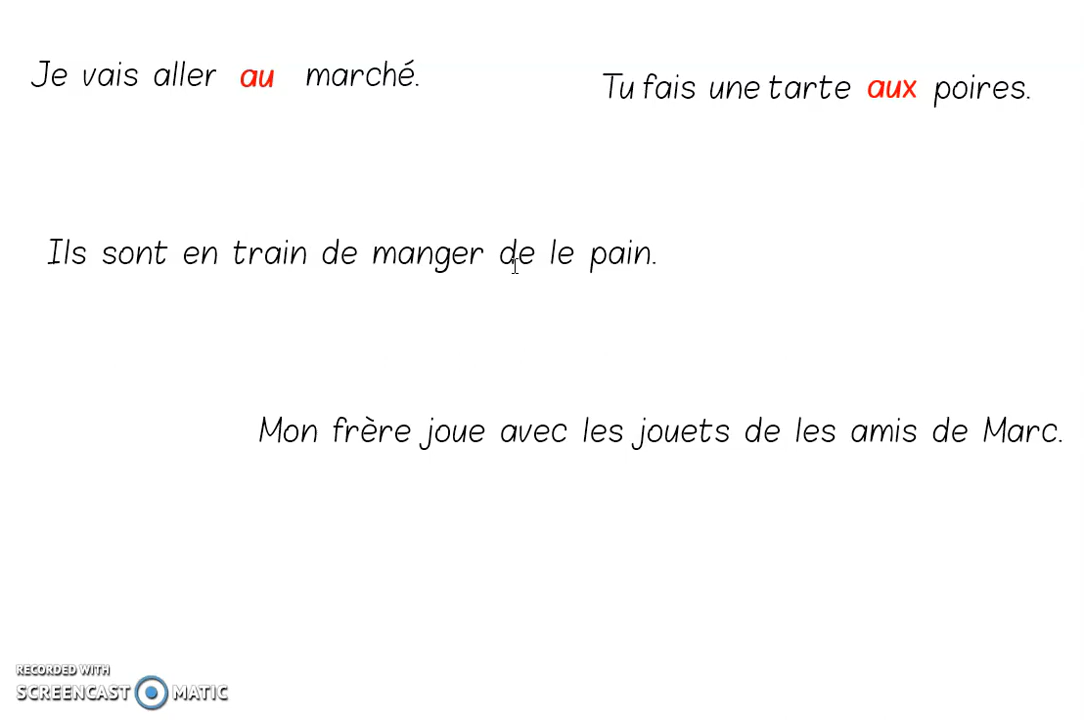 Je vais aller au marché.
Tu fais une tarte aux poires.
Ils sont en train de manger de le pain.
Mon frère joue avec les jouets de les amis de Marc.
RECORDED WITH
SCREENCAST MATIC